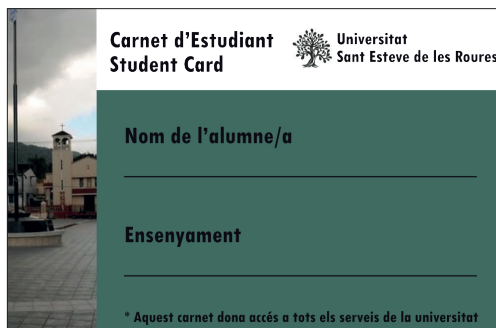 Carnet d'Estudiant
Student Card
Universitat
Sant Esteve de les Roures
Nom de l'alumne/a
Ensenyament
* Aquest carnet dona accés a tots els serveis de la universitat